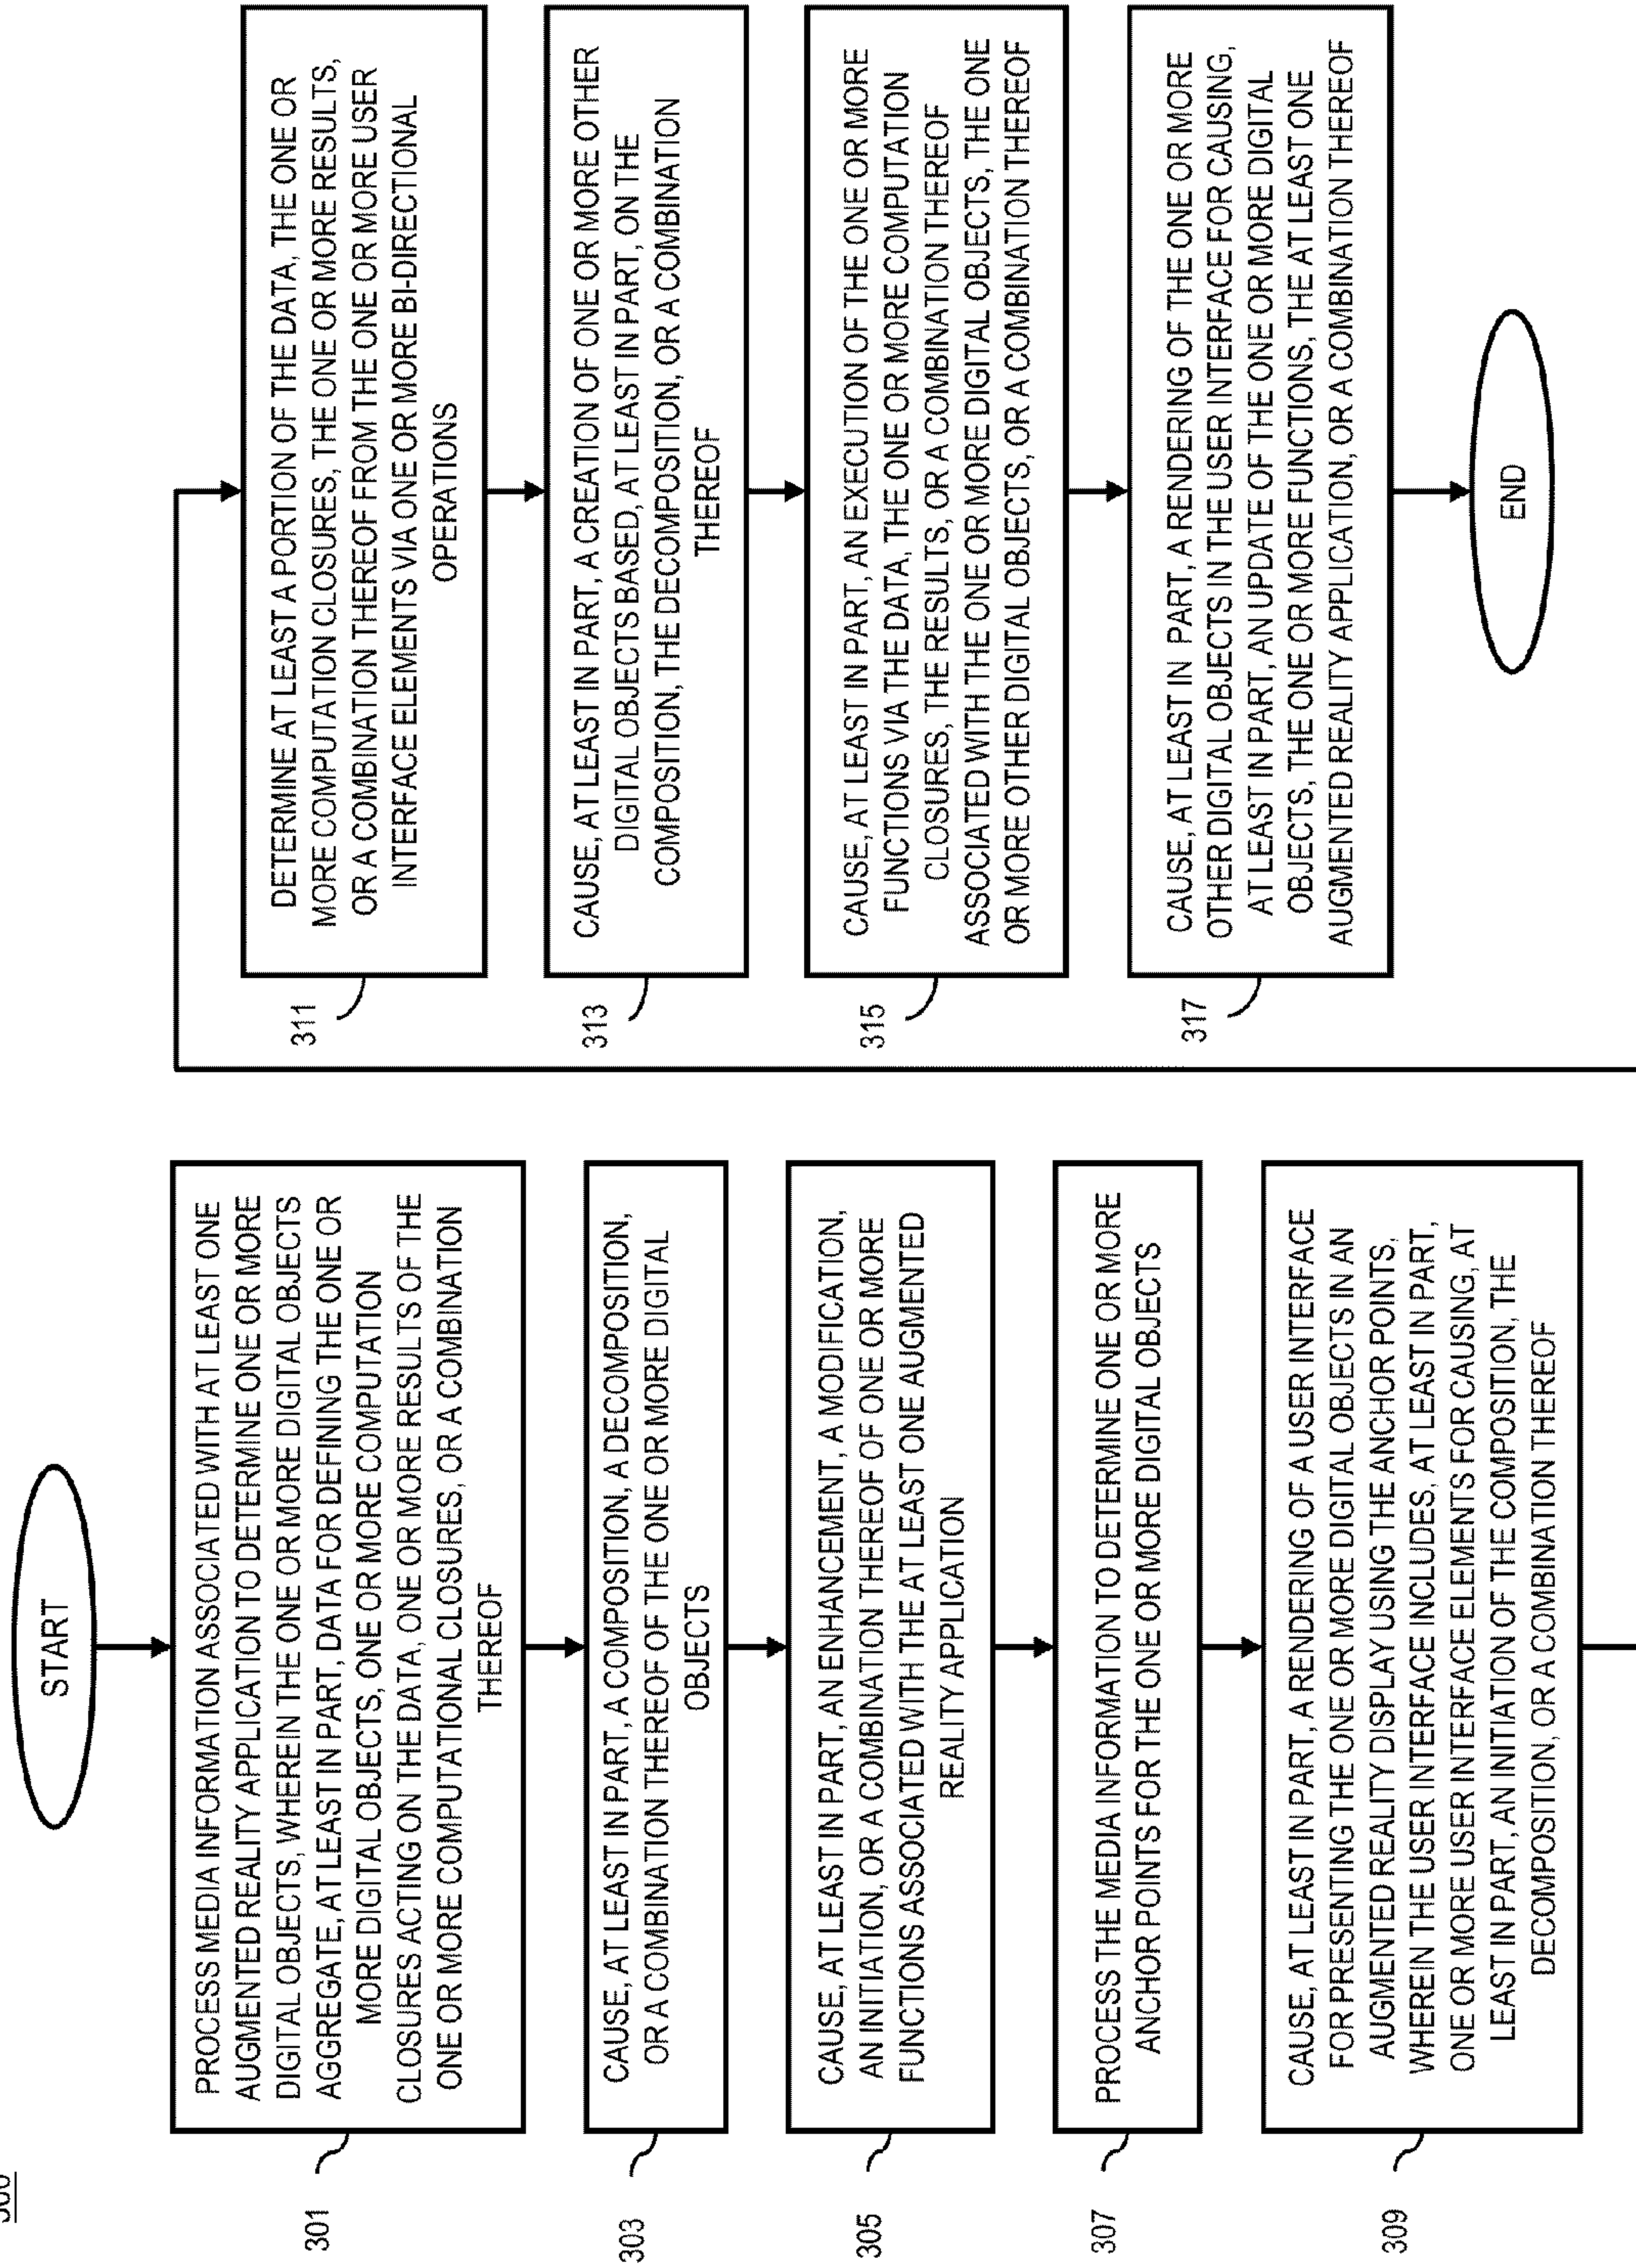 START
301
PROCESS MEDIA INFORMATION ASSOCIATED WITH AT LEAST ONE
AUGMENTED REALITY APPLICATION TO DETERMINE ONE OR MORE
DIGITAL OBJECTS, WHEREIN THE ONE OR MORE DIGITAL OBJECTS
AGGREGATE, AT LEAST IN PART, DATA FOR DEFINING THE ONE OR
MORE DIGITAL OBJECTS, ONE OR MORE COMPUTATION
CLOSURES ACTING ON THE DATA, ONE OR MORE RESULTS OF THE
ONE OR MORE COMPUTATIONAL CLOSURES, OR A COMBINATION
THEREOF
303
CAUSE, AT LEAST IN PART, A COMPOSITION, A DECOMPOSITION,
OR A COMBINATION THEREOF OF THE ONE OR MORE DIGITAL
OBJECTS
305
CAUSE, AT LEAST IN PART, AN ENHANCEMENT, A MODIFICATION,
AN INITIATION, OR A COMBINATION THEREOF OF ONE OR MORE
FUNCTIONS ASSOCIATED WITH THE AT LEAST ONE AUGMENTED
REALITY APPLICATION
307
PROCESS THE MEDIA INFORMATION TO DETERMINE ONE OR MORE
ANCHOR POINTS FOR THE ONE OR MORE DIGITAL OBJECTS
309
CAUSE, AT LEAST IN PART, A RENDERING OF A USER INTERFACE
FOR PRESENTING THE ONE OR MORE DIGITAL OBJECTS IN AN
AUGMENTED REALITY DISPLAY USING THE ANCHOR POINTS,
WHEREIN THE USER INTERFACE INCLUDES, AT LEAST IN PART,
ONE OR MORE USER INTERFACE ELEMENTS FOR CAUSING, AT
LEAST IN PART, AN INITIATION OF THE COMPOSITION, THE
DECOMPOSITION, OR A COMBINATION THEREOF
311
DETERMINE AT LEAST A PORTION OF THE DATA, THE ONE OR
MORE COMPUTATION CLOSURES, THE ONE OR MORE RESULTS,
OR A COMBINATION THEREOF FROM THE ONE OR MORE USER
INTERFACE ELEMENTS VIA ONE OR MORE BI-DIRECTIONAL
OPERATIONS
313
CAUSE, AT LEAST IN PART, A CREATION OF ONE OR MORE OTHER
DIGITAL OBJECTS BASED, AT LEAST IN PART, ON THE
COMPOSITION, THE DECOMPOSITION, OR A COMBINATION
THEREOF
315
CAUSE, AT LEAST IN PART, AN EXECUTION OF THE ONE OR MORE
FUNCTIONS VIA THE DATA, THE ONE OR MORE COMPUTATION
CLOSURES, THE RESULTS, OR A COMBINATION THEREOF
ASSOCIATED WITH THE ONE OR MORE DIGITAL OBJECTS, THE ONE
OR MORE OTHER DIGITAL OBJECTS, OR A COMBINATION THEREOF
317
CAUSE, AT LEAST IN PART, A RENDERING OF THE ONE OR MORE
OTHER DIGITAL OBJECTS IN THE USER INTERFACE FOR CAUSING,
AT LEAST IN PART, AN UPDATE OF THE ONE OR MORE DIGITAL
OBJECTS, THE ONE OR MORE FUNCTIONS, THE AT LEAST ONE
AUGMENTED REALITY APPLICATION, OR A COMBINATION THEREOF
END